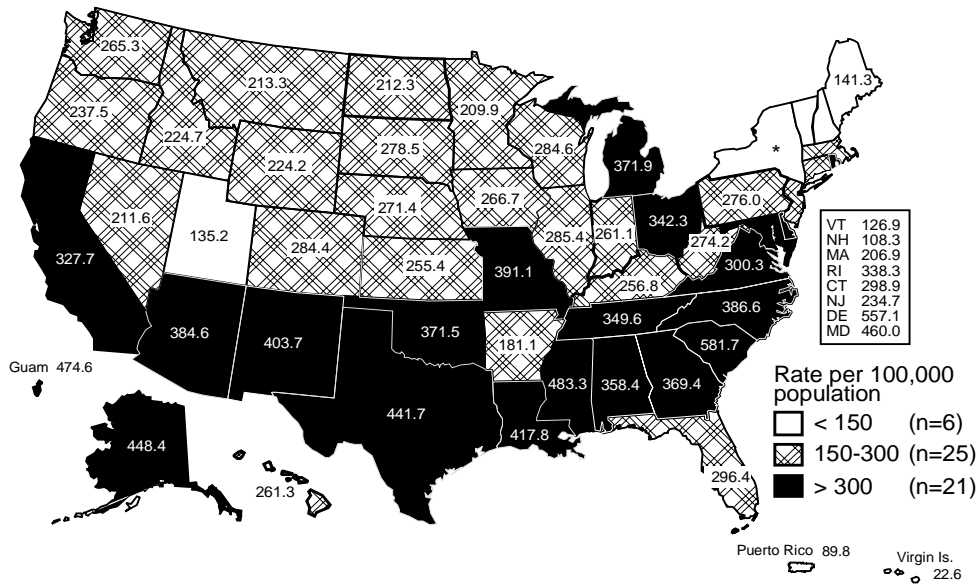 265.3
213.3
212.3
209.9
141.3
237.5
224.7
224.2
278.5
284.6
371.9
*
276.0
211.6
135.2
271.4
266.7
342.3
284.4
255.4
285.4
261.1
274.2
256.8
300.3
327.7
391.1
384.6
403.7
371.5
181.1
349.6
386.6
581.7
483.3
358.4
369.4
441.7
417.8
296.4
VT 126.9
NH 108.3
MA 206.9
RI 338.3
CT 298.9
NJ 234.7
DE 557.1
MD 460.0
Guam 474.6
448.4
261.3
Rate per 100,000
population
< 150 (n=6)
150-300 (n=25)
> 300 (n=21)
Puerto Rico 89.8
Virgin Is.
22.6